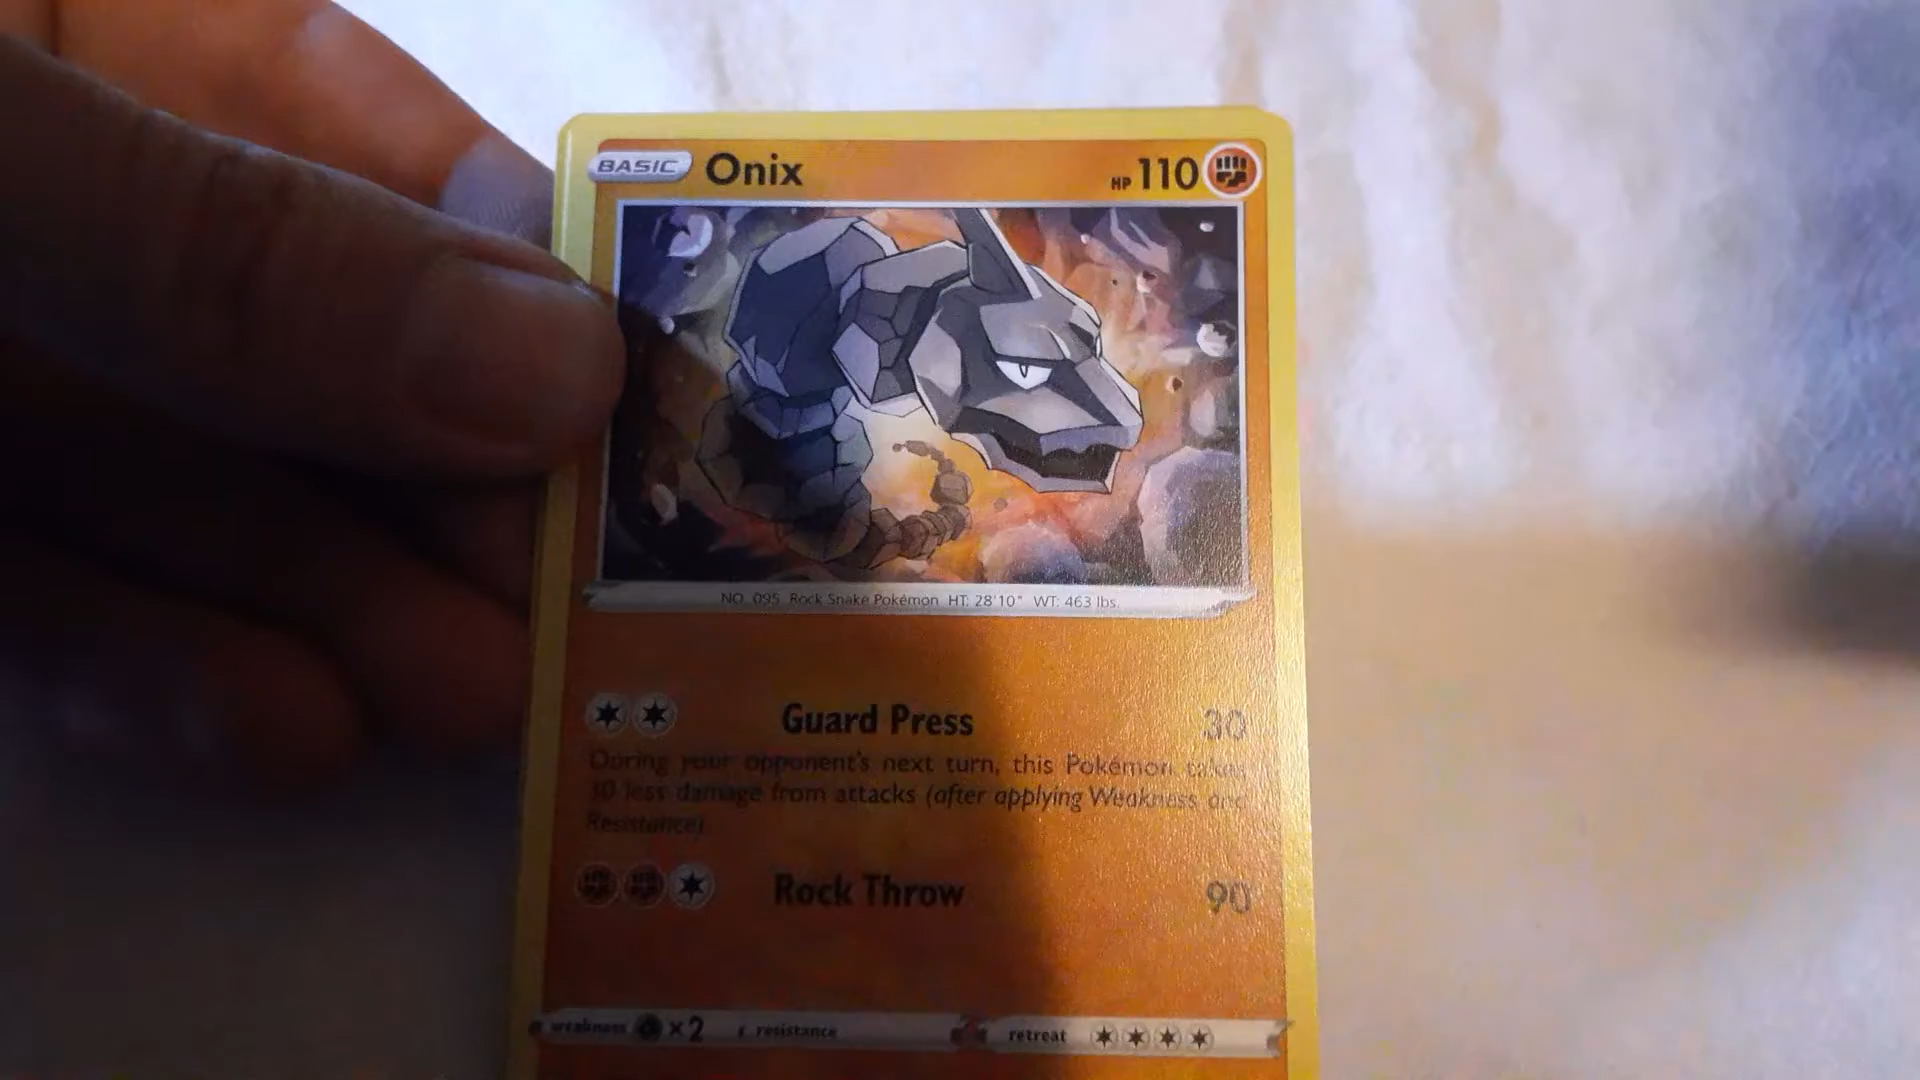 BASIC Onix HP 110
NO. 095 Rock Snake Pokémon HT: 28'10" WT: 463 lbs.
Guard Press 30
During your opponent's next turn, this Pokémon takes
30 less damage from attacks (after applying Weakness and
Resistance)
Rock Throw 90
weakness ×2 resistance retreat